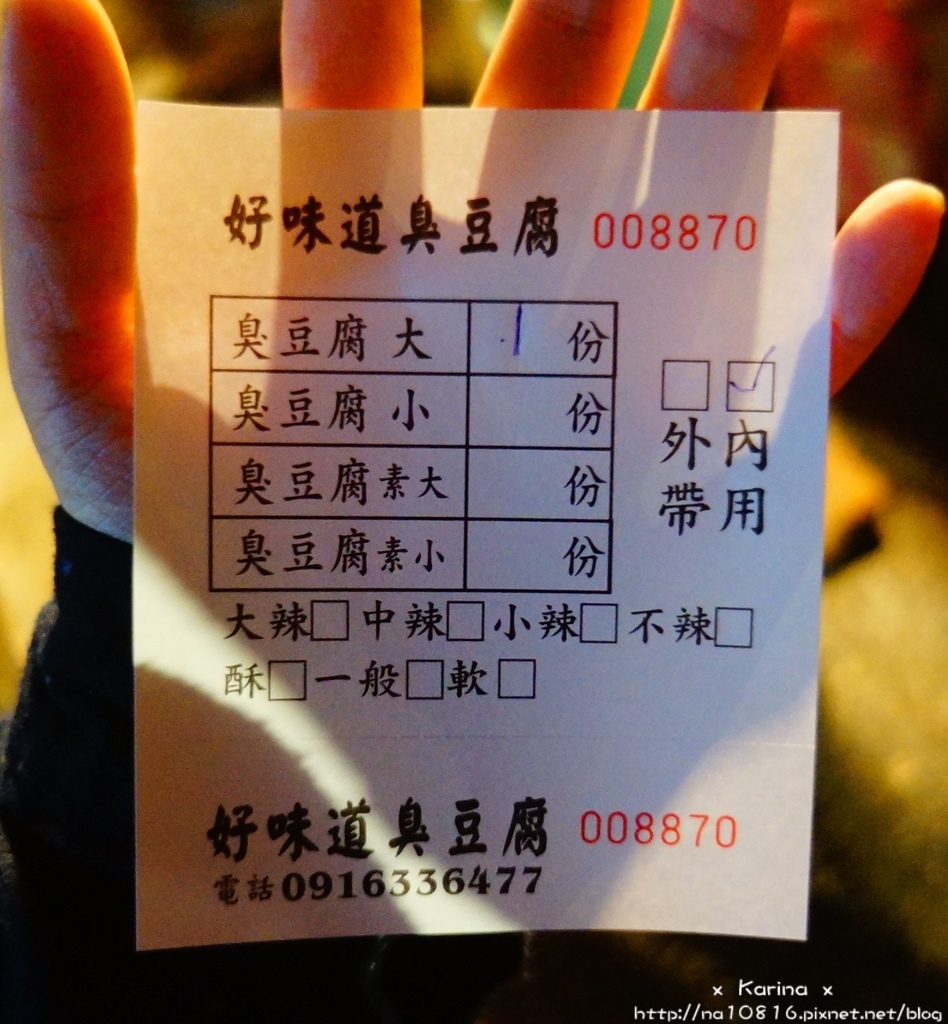 好味道臭豆腐 008870
臭豆腐 大 1 份
臭豆腐 小 份
臭豆腐素大 份
臭豆腐素小 份
□ ☑
外 內
帶 用
大辣□中辣□小辣□不辣□
酥□一般□軟□
好味道臭豆腐 008870
電話0916336477
× Karina ×
http://na10816.pixnet.net/blog